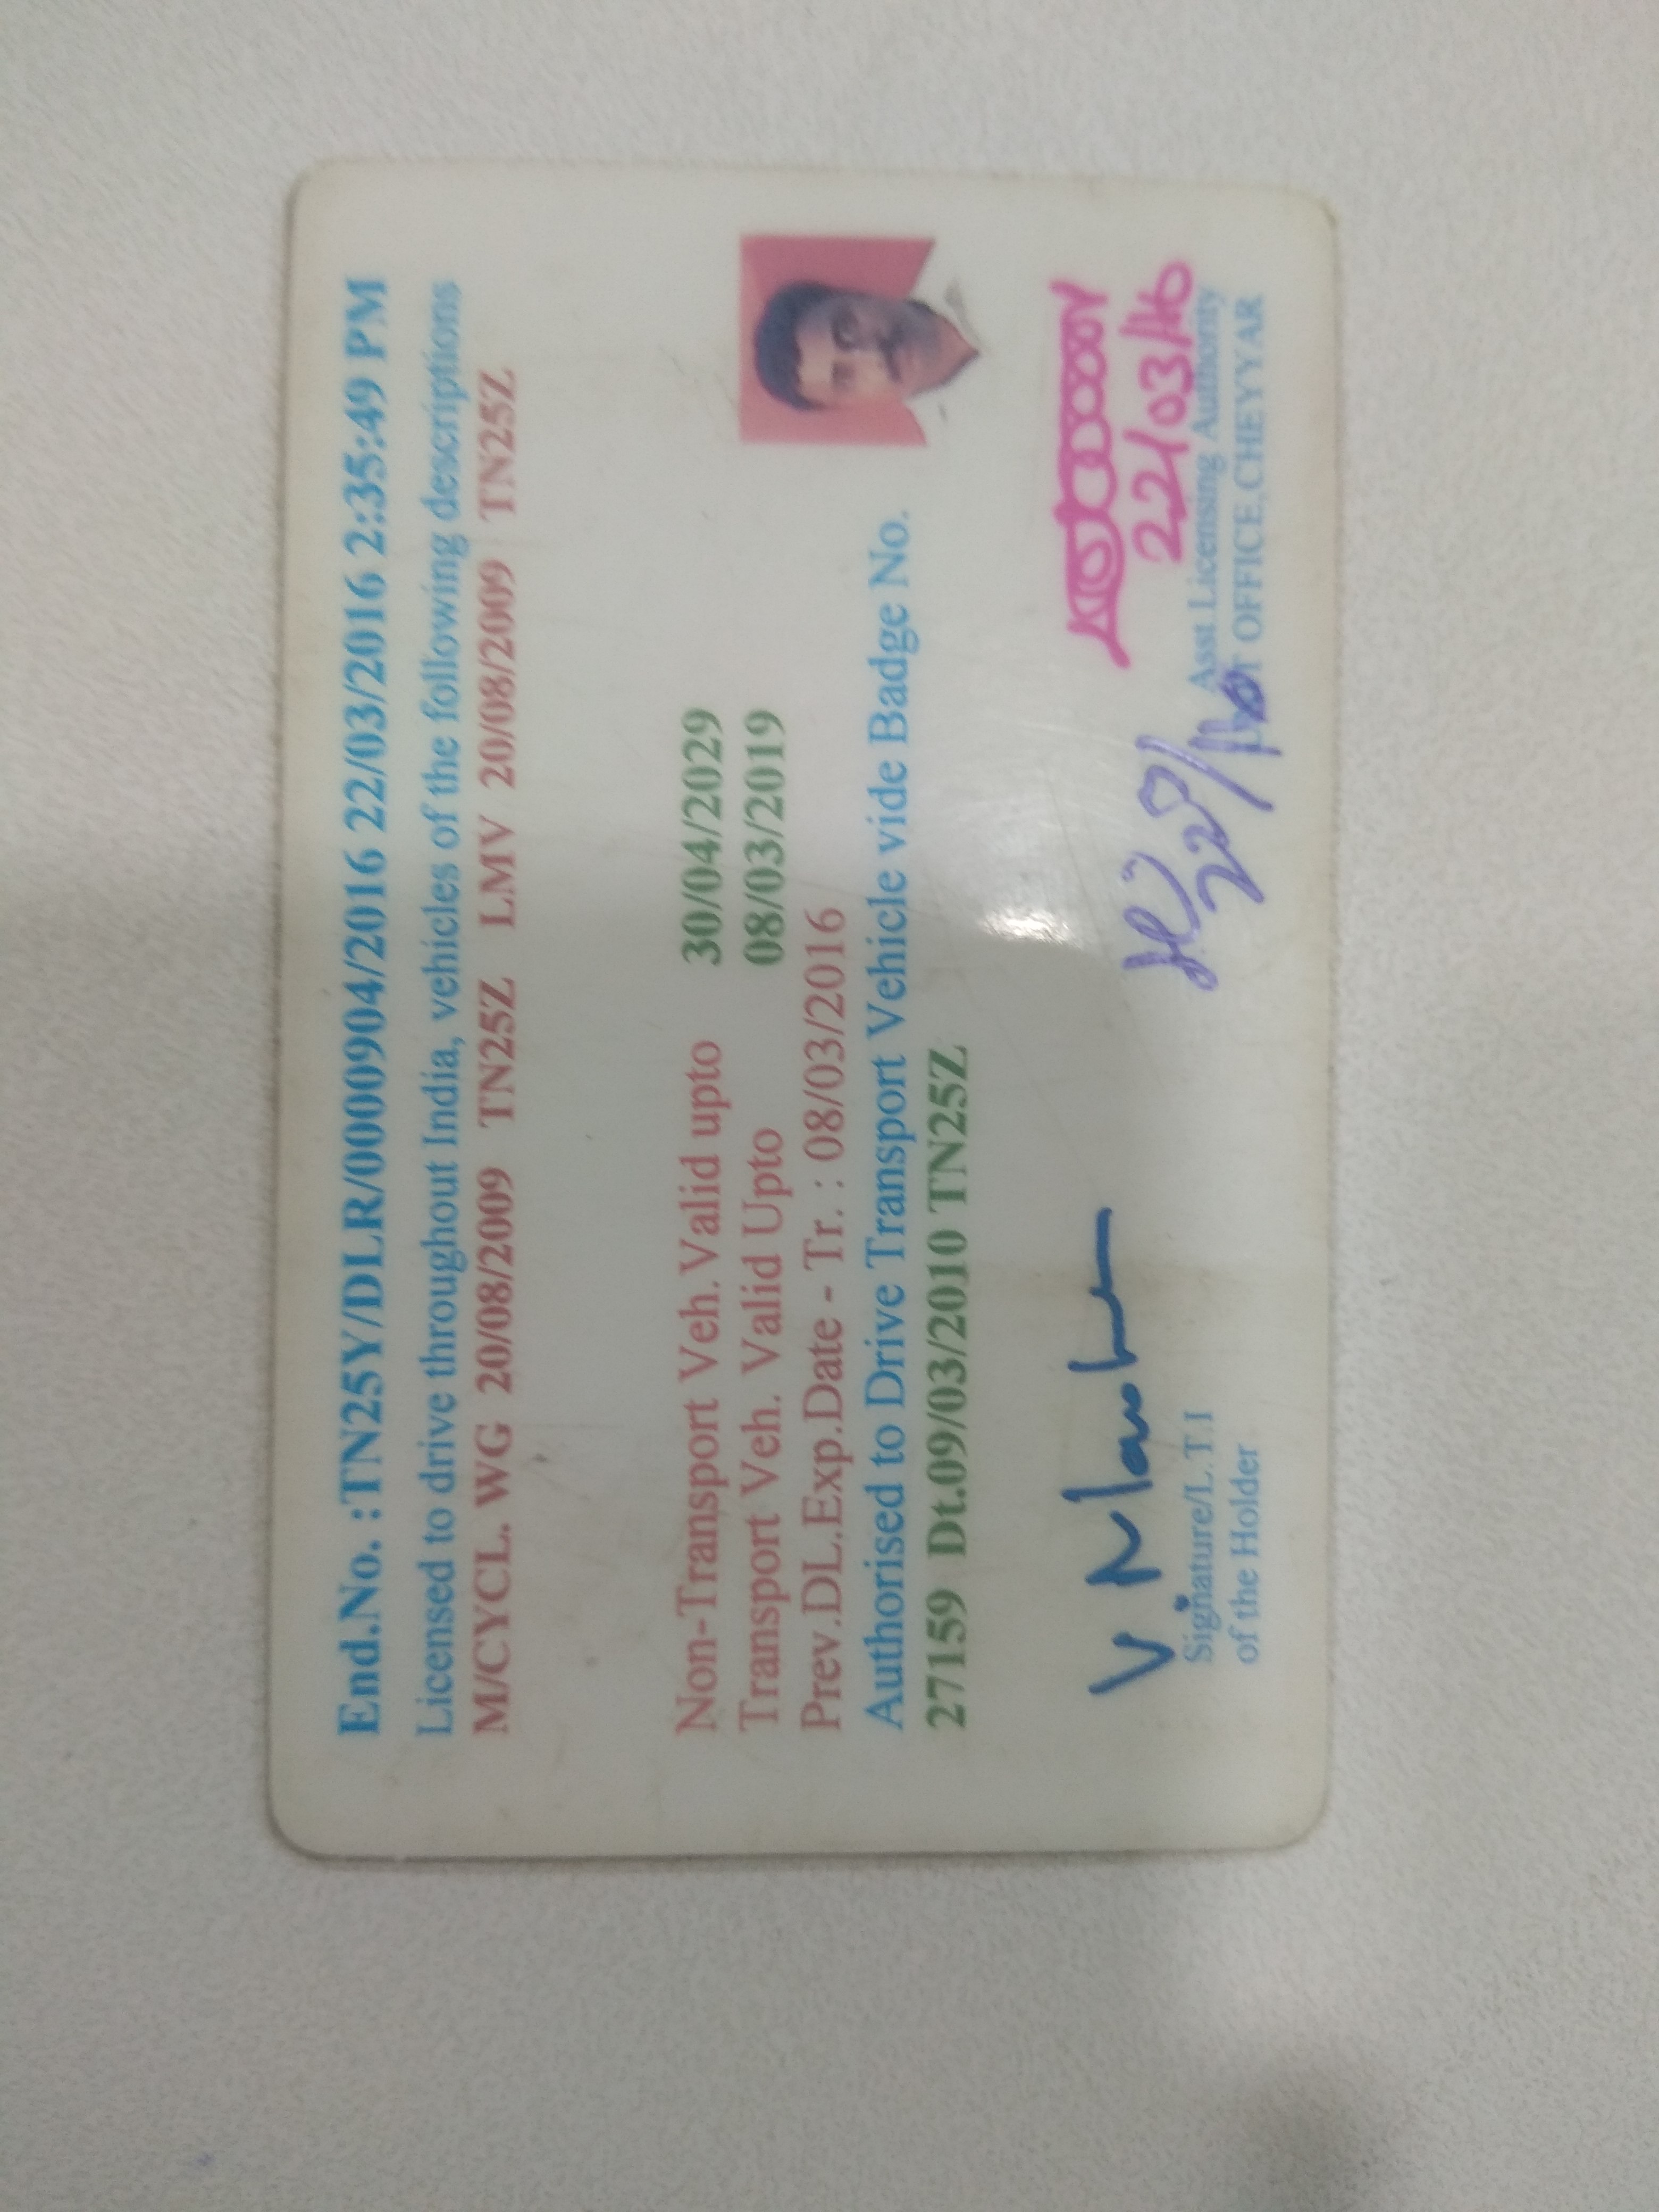 End.No. :TN25Y/DLR/000904/2016 22/03/2016 2:35:49 PM
Licensed to drive throughout India, vehicles of the following descriptions
M/CYCL. WG 20/08/2009 TN25Z LMV 20/08/2009 TN25Z
Non-Transport Veh.Valid upto 30/04/2029
Transport Veh. Valid Upto 08/03/2019
Prev.DL.Exp.Date - Tr. : 08/03/2016
Authorised to Drive Transport Vehicle vide Badge No.
27159 Dt.09/03/2010 TN25Z
22/03/16
V
Signature/L.T.I
of the Holder
Asst Licensing Authority
OFFICE,CHEYYAR